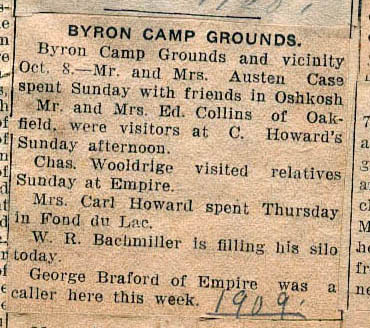 BYRON CAMP GROUNDS.
Byron Camp Grounds and vicinity
Oct. 8.—Mr. and Mrs. Austen Case
spent Sunday with friends in Oshkosh
Mr. and Mrs. Ed. Collins of Oak-
field, were visitors at C. Howard's
Sunday afternoon.
Chas. Wooldrige visited relatives
Sunday at Empire.
Mrs. Carl Howard spent Thursday
in Fond du Lac.
W. R. Bachmiller is filling his silo
today.
George Braford of Empire was a
caller here this week. 1909.